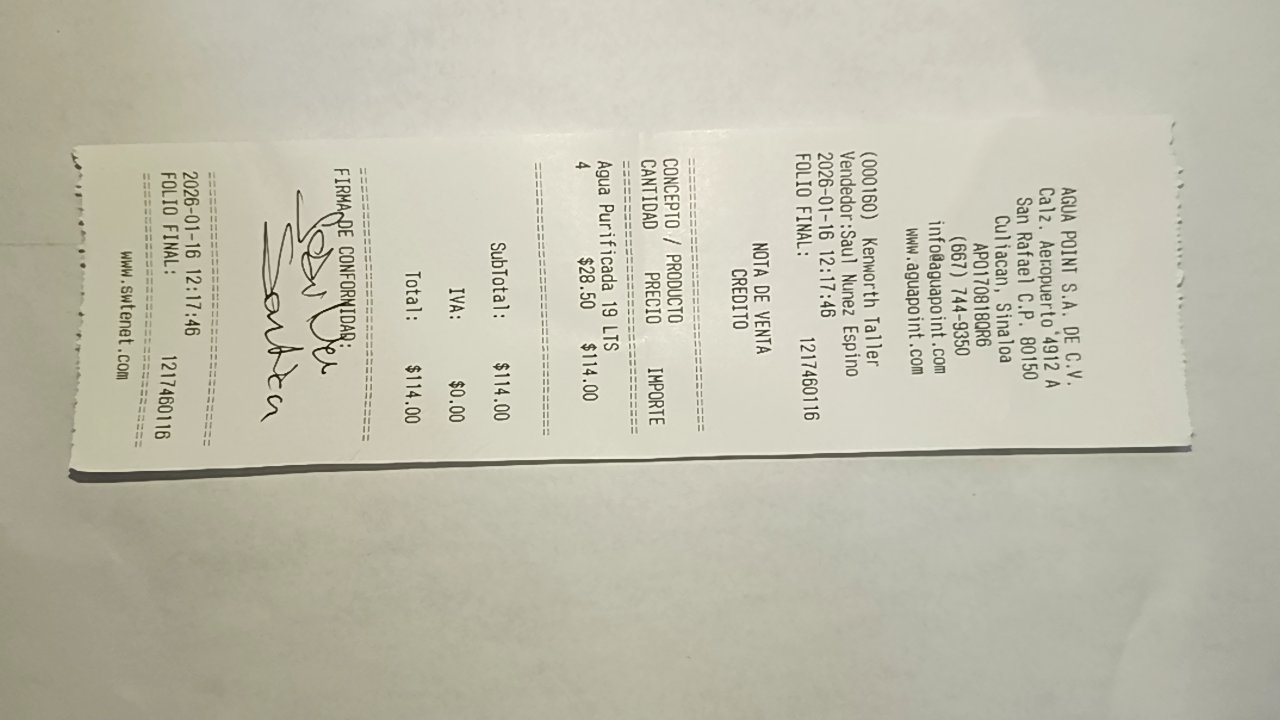 AGUA POINT S.A. DE C.V.
Calz. Aeropuerto 4912 A
San Rafael C.P. 80150
Culiacan, Sinaloa
APO170818QR6
(667) 744-9350
info@aguapoint.com
www.aguapoint.com
(000160) Kenworth Taller
Vendedor:Saul Nunez Espino
2026-01-16 12:17:46
FOLIO FINAL: 1217460116
NOTA DE VENTA
CREDITO
================================
CONCEPTO / PRODUCTO
CANTIDAD PRECIO IMPORTE
================================
Agua Purificada 19 LTS
4 $28.50 $114.00
================================
SubTotal: $114.00
IVA: $0.00
Total: $114.00
================================
FIRMA DE CONFORMIDAD:
================================
2026-01-16 12:17:46
FOLIO FINAL: 1217460116
================================
www.swtenet.com